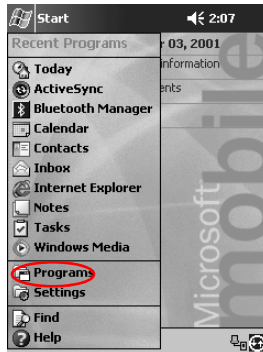 Start 2:07
Recent Programs r 03, 2001
Today information
ActiveSync ents
Bluetooth Manager
Calendar
Contacts
Inbox
Internet Explorer
Notes
Tasks
Windows Media
Programs
Settings
Find
Help
Microsoft
mobile